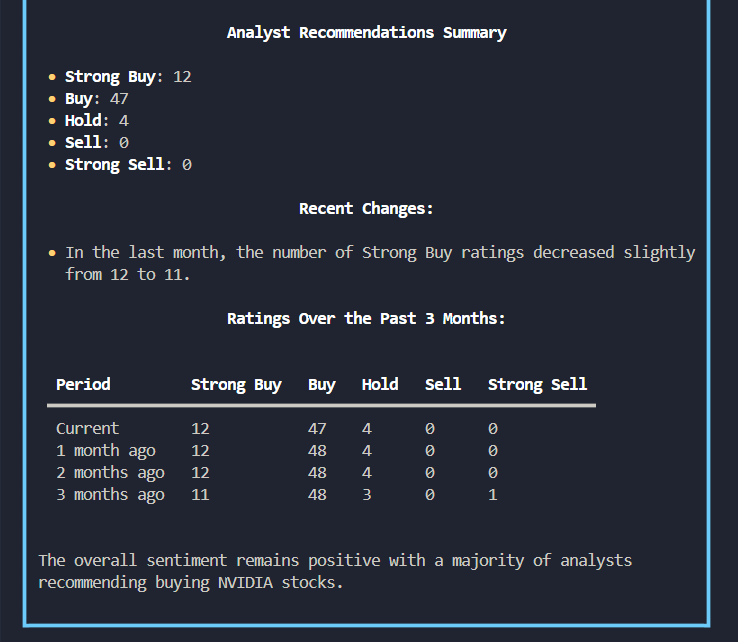 Analyst Recommendations Summary
• Strong Buy: 12
• Buy: 47
• Hold: 4
• Sell: 0
• Strong Sell: 0
Recent Changes:
• In the last month, the number of Strong Buy ratings decreased slightly
from 12 to 11.
Ratings Over the Past 3 Months:
Period Strong Buy Buy Hold Sell Strong Sell
Current 12 47 4 0 0
1 month ago 12 48 4 0 0
2 months ago 12 48 4 0 0
3 months ago 11 48 3 0 1
The overall sentiment remains positive with a majority of analysts
recommending buying NVIDIA stocks.